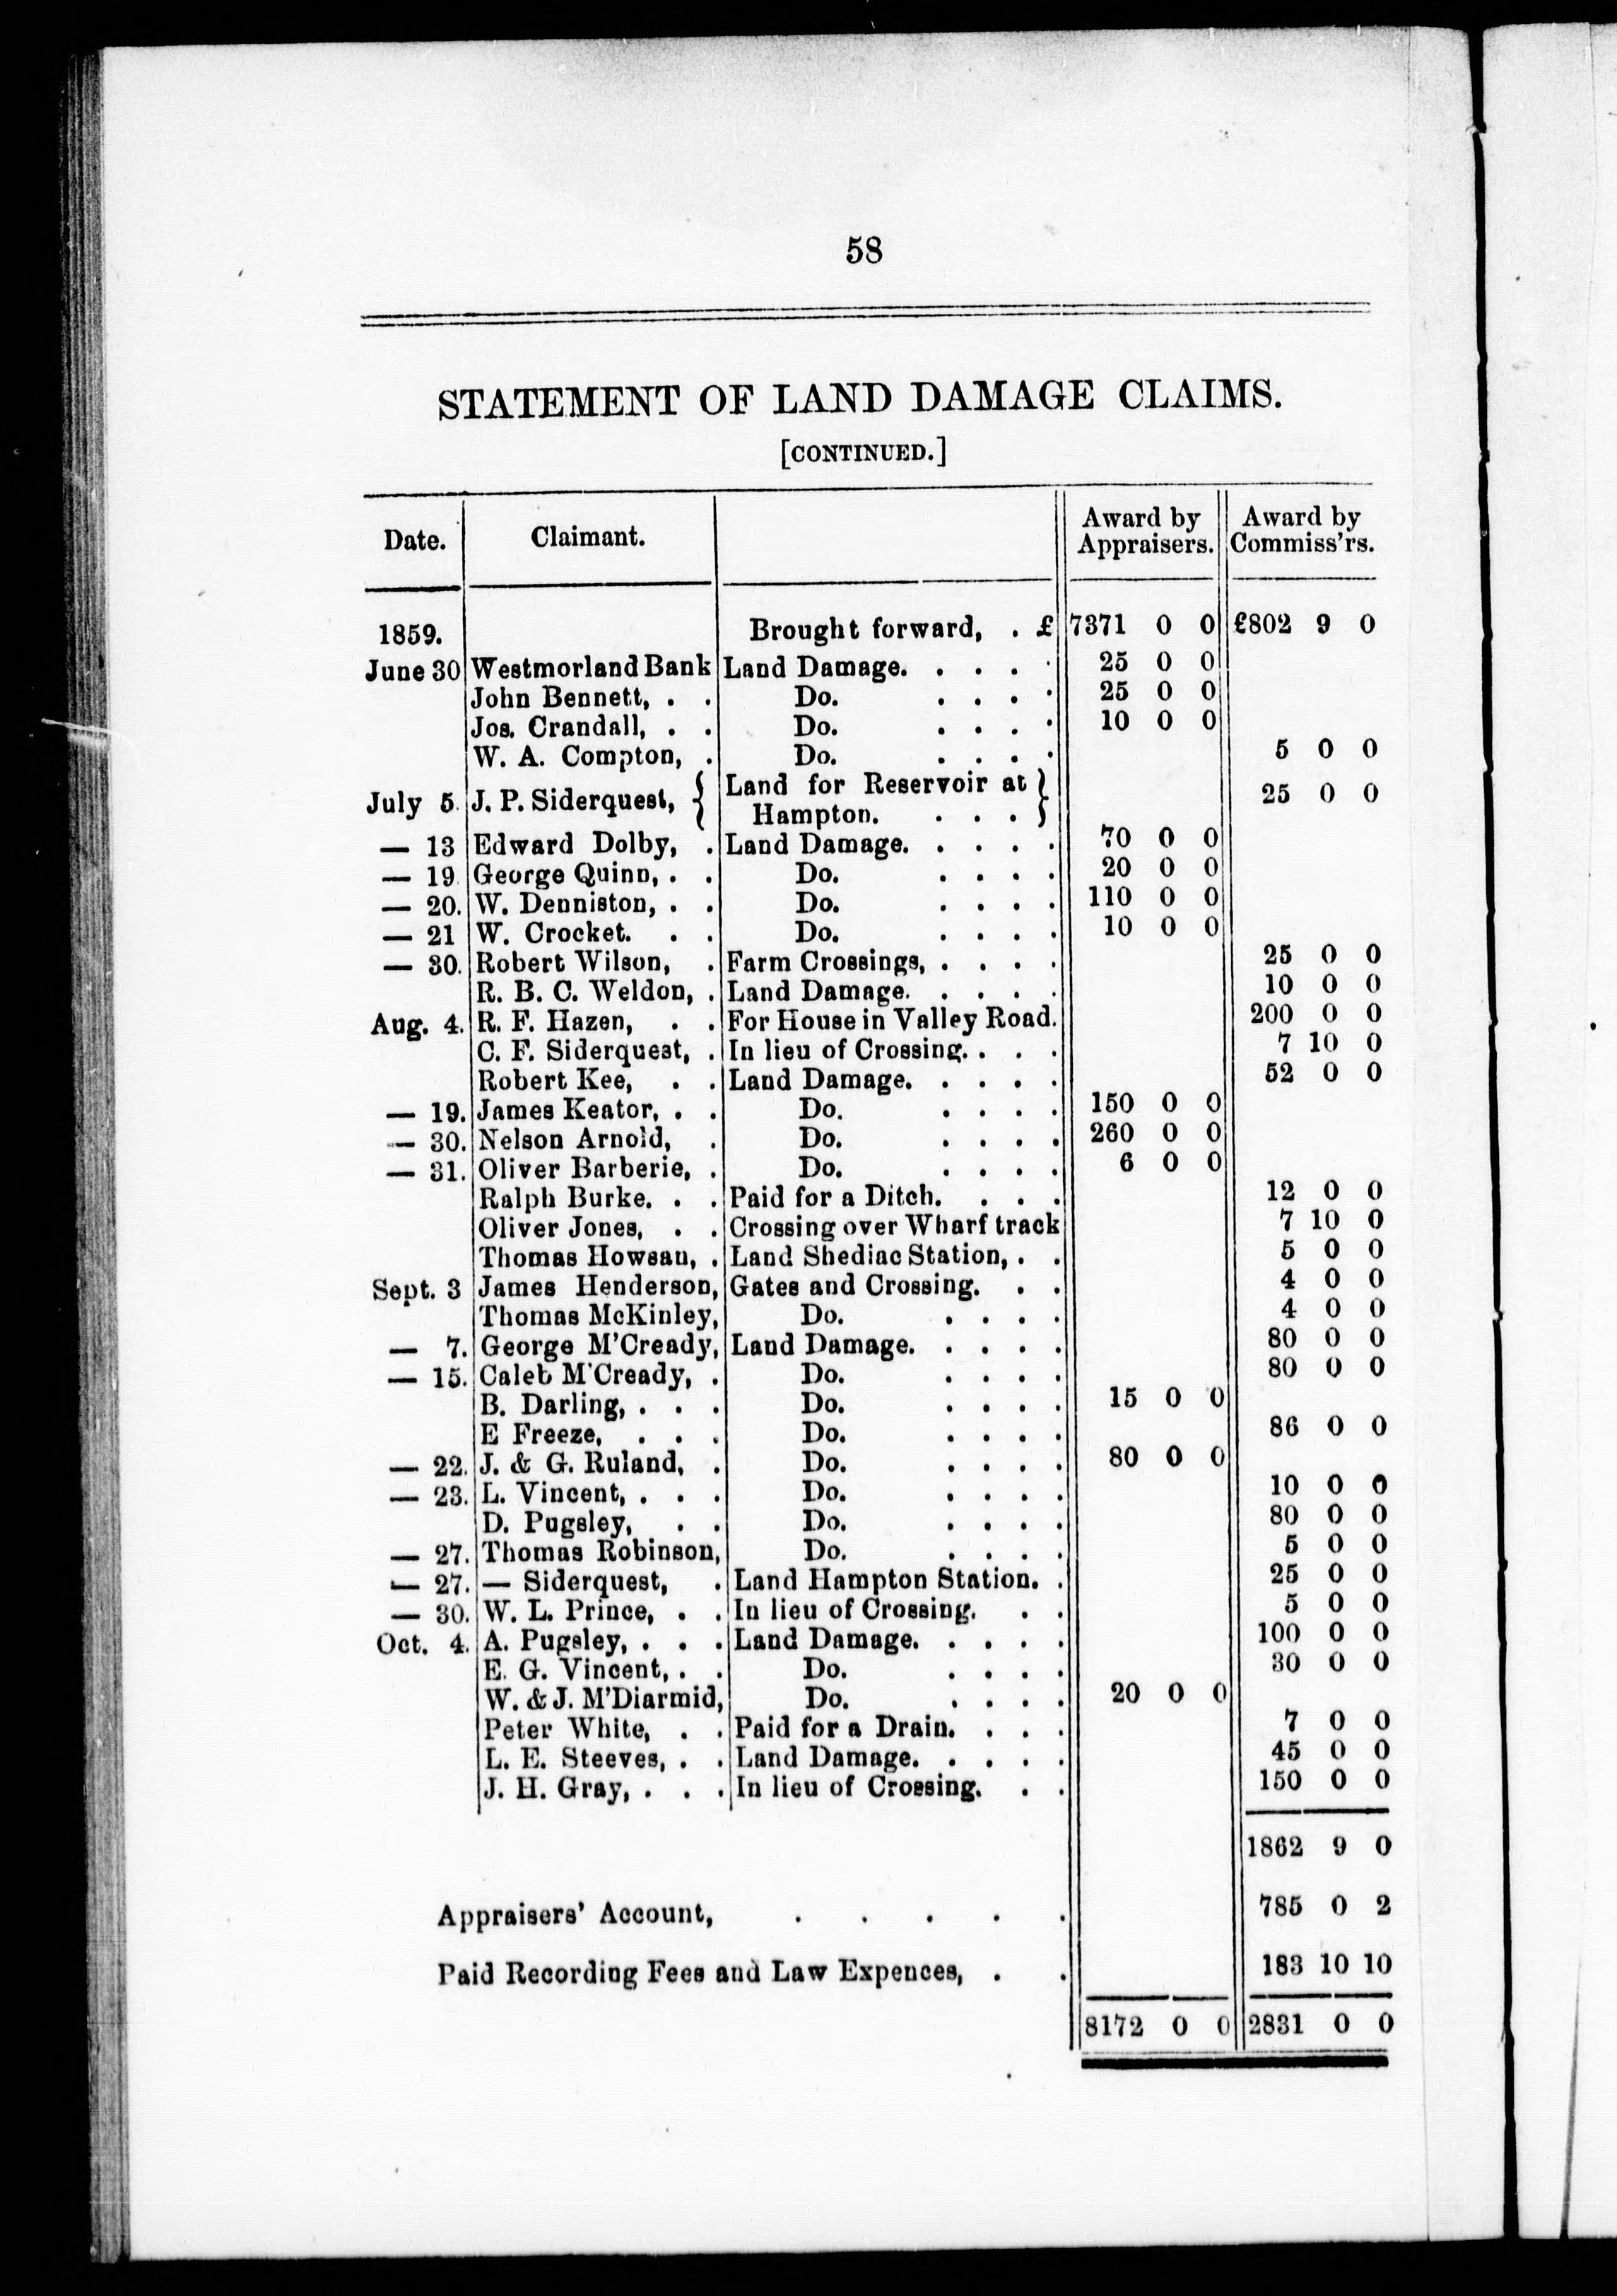 58
STATEMENT OF LAND DAMAGE CLAIMS.
[CONTINUED.]
Date. Claimant. Award by Appraisers. Award by Commiss'rs.
1859. Brought forward, . £ 7371 0 0 £802 9 0
June 30 Westmorland Bank Land Damage. . . . . 25 0 0
John Bennett, . . Do. . . . . 25 0 0
Jos. Crandall, . . Do. . . . . 10 0 0
W. A. Compton, . Do. . . . . 5 0 0
July 5. J. P. Siderquest, { Land for Reservoir at } 25 0 0
Hampton. . . .
— 13 Edward Dolby, . Land Damage. . . . . 70 0 0
— 19 George Quinn, . . Do. . . . . 20 0 0
— 20. W. Denniston, . . Do. . . . . 110 0 0
— 21 W. Crocket. . . Do. . . . . 10 0 0
— 30. Robert Wilson, . Farm Crossings, . . . . 25 0 0
R. B. C. Weldon, . Land Damage. . . . . 10 0 0
Aug. 4. R. F. Hazen, . . For House in Valley Road. 200 0 0
C. F. Siderquest, . In lieu of Crossing. . . . 7 10 0
Robert Kee, . . Land Damage. . . . . 52 0 0
— 19. James Keator, . . Do. . . . . 150 0 0
— 30. Nelson Arnold, . Do. . . . . 260 0 0
— 31. Oliver Barberie, . Do. . . . . 6 0 0
Ralph Burke. . . Paid for a Ditch. . . . 12 0 0
Oliver Jones, . . Crossing over Wharf track 7 10 0
Thomas Howsau, . Land Shediac Station, . . 5 0 0
Sept. 3 James Henderson, Gates and Crossing. . . 4 0 0
Thomas McKinley, Do. . . . . 4 0 0
— 7. George M'Cready, Land Damage. . . . . 80 0 0
— 15. Caleb M'Cready, . Do. . . . . 80 0 0
B. Darling, . . . Do. . . . . 15 0 0
E Freeze, . . . Do. . . . . 86 0 0
— 22. J. & G. Ruland, . Do. . . . . 80 0 0
— 23. L. Vincent, . . . Do. . . . . 10 0 0
D. Pugsley, . . Do. . . . . 80 0 0
— 27. Thomas Robinson, Do. . . . . 5 0 0
— 27. — Siderquest, . Land Hampton Station. . 25 0 0
— 30. W. L. Prince, . . In lieu of Crossing. . . 5 0 0
Oct. 4. A. Pugsley, . . . Land Damage. . . . . 100 0 0
E. G. Vincent, . . Do. . . . . 30 0 0
W. & J. M'Diarmid, Do. . . . . 20 0 0
Peter White, . . Paid for a Drain. . . . 7 0 0
L. E. Steeves, . . Land Damage. . . . . 45 0 0
J. H. Gray, . . . In lieu of Crossing. . . 150 0 0
1862 9 0
Appraisers' Account, . . . . . 785 0 2
Paid Recording Fees and Law Expences, . . 183 10 10
8172 0 0 2831 0 0